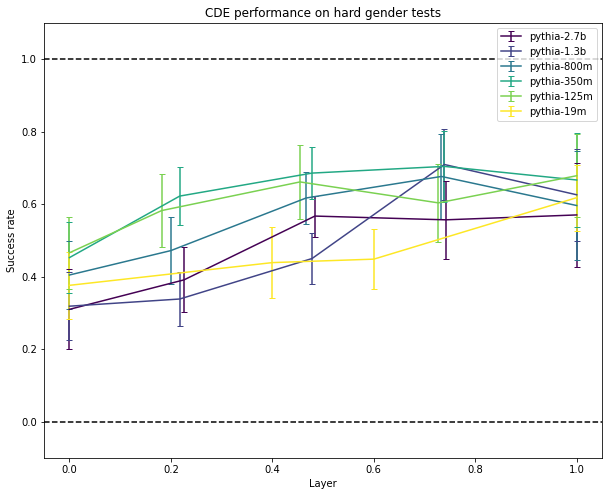 CDE performance on hard gender tests
pythia-2.7b
pythia-1.3b
pythia-800m
pythia-350m
pythia-125m
pythia-19m
1.0
0.8
0.6
0.4
0.2
0.0
Success rate
0.0 0.2 0.4 0.6 0.8 1.0
Layer